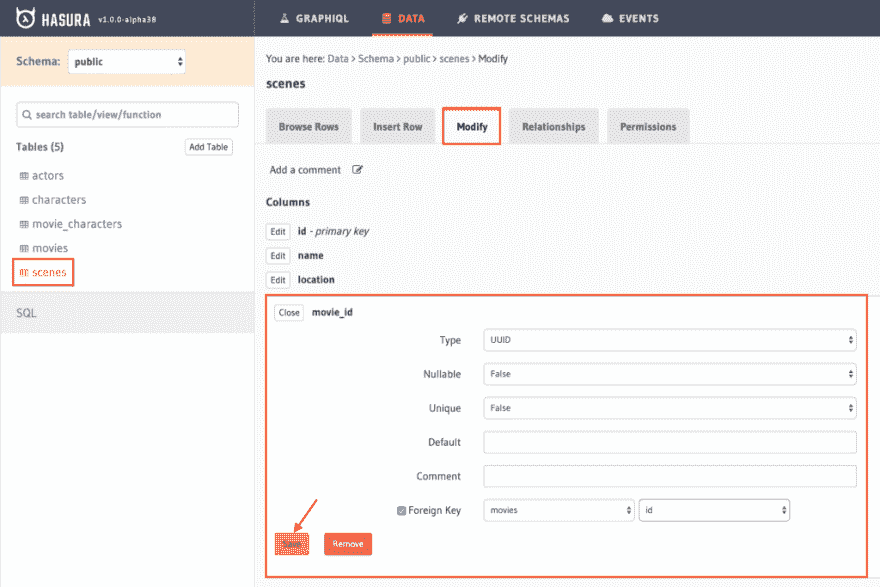 HASURA v1.0.0-alpha38
GRAPHIQL DATA REMOTE SCHEMAS EVENTS
Schema: public
You are here: Data > Schema > public > scenes > Modify
scenes
search table/view/function
Browse Rows Insert Row Modify Relationships Permissions
Tables (5) Add Table
Add a comment
actors
characters
movie_characters
movies
scenes
SQL
Columns
Edit id - primary key
Edit name
Edit location
Close movie_id
Type UUID
Nullable False
Unique False
Default
Comment
Foreign Key movies id
Remove